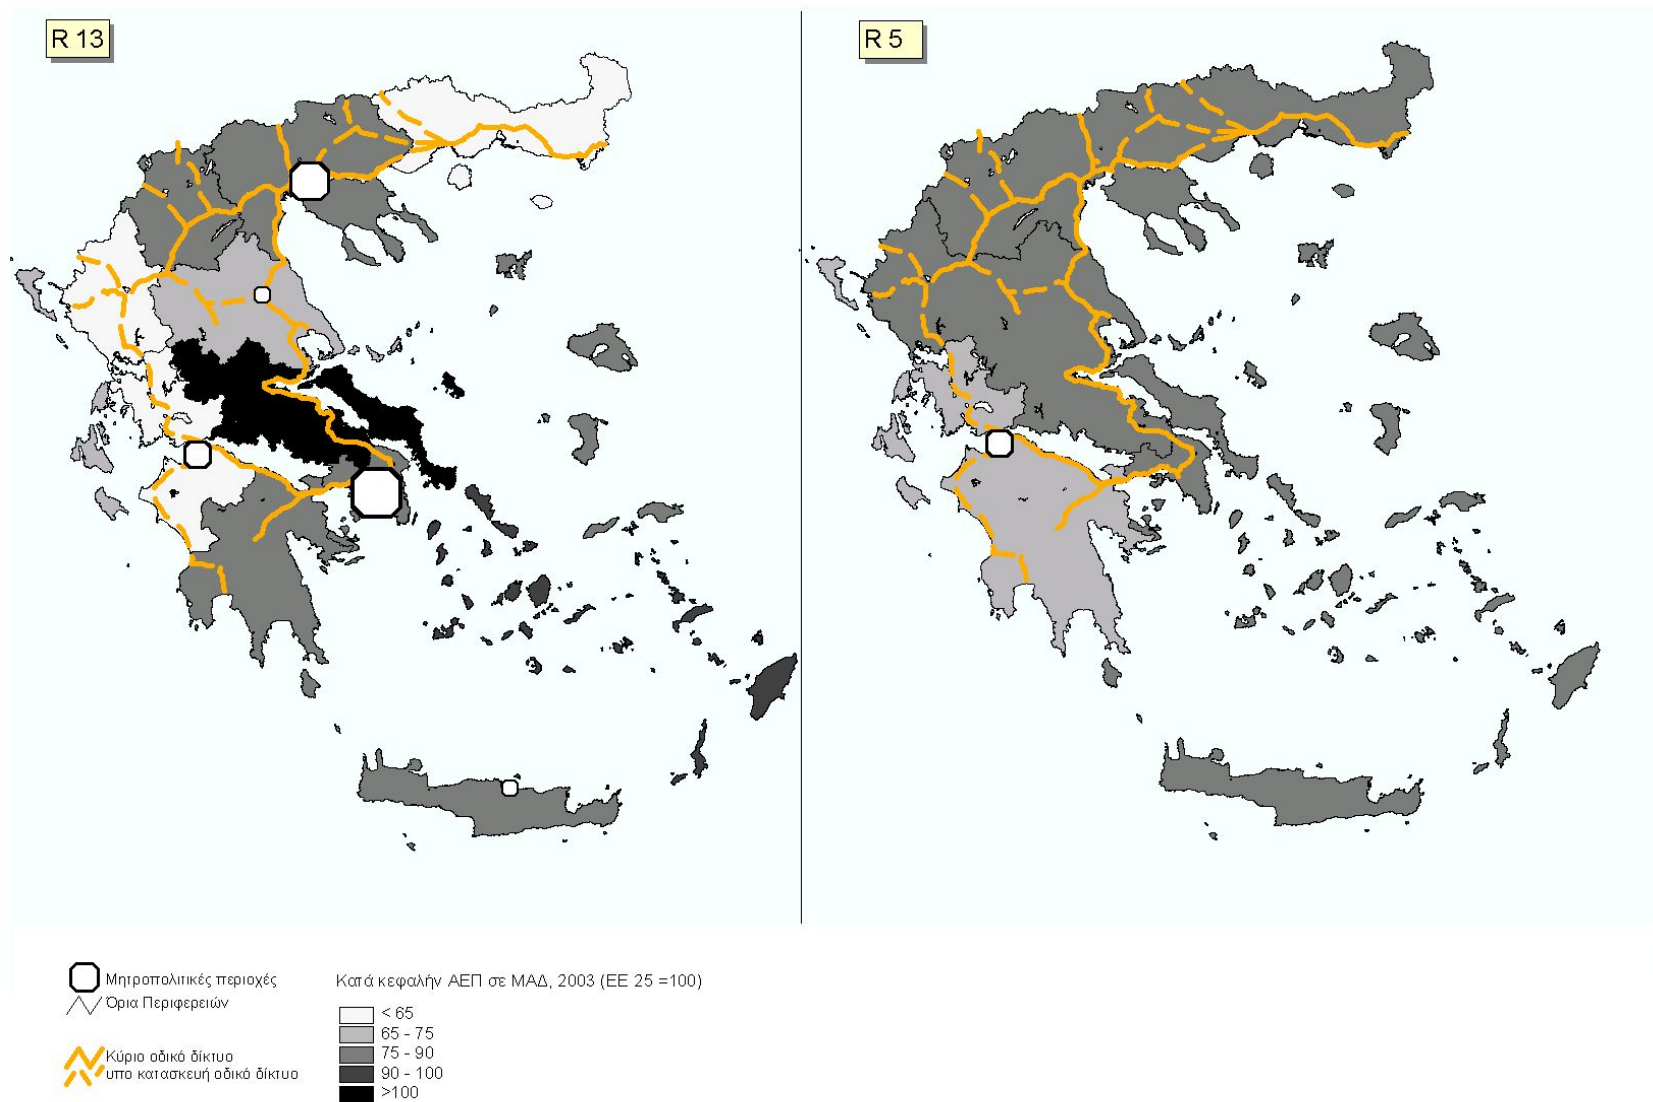 R 13
R 5
Μητροπολιτικές περιοχές
Όρια Περιφερειών
Κύριο οδικό δίκτυο
υπο κατασκευή οδικό δίκτυο
Κατά κεφαλήν ΑΕΠ σε ΜΑΔ, 2003 (ΕΕ 25 =100)
< 65
65 - 75
75 - 90
90 - 100
>100